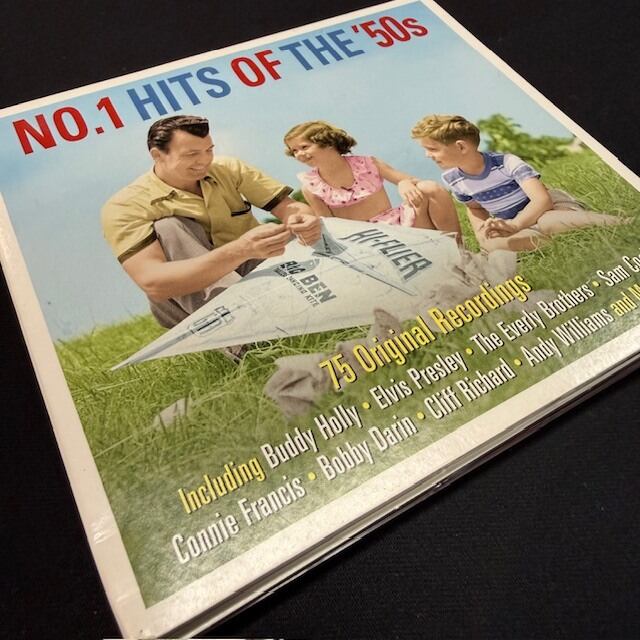 NO.1 HITS OF THE '50s
HI-FLIER
BIG BEN
75 Original Recordings
Including Buddy Holly • Elvis Presley • The Everly Brothers • Sam
Connie Francis • Bobby Darin • Cliff Richard • Andy Williams and